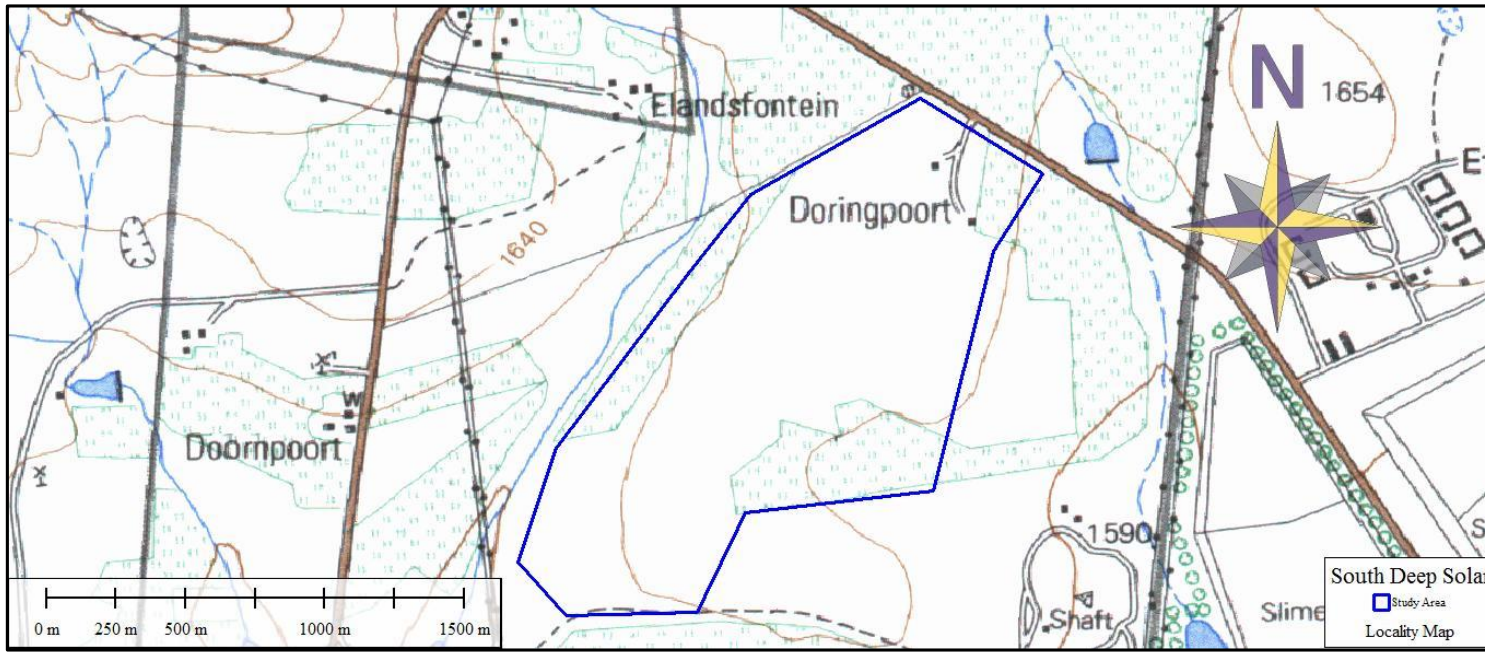 N
1654
Elandsfontein
E
Doringpoort
1640
Doornpoort
W
1590
Shaft
Slime
S
0 m 250 m 500 m 1000 m 1500 m
South Deep Solar
Study Area
Locality Map